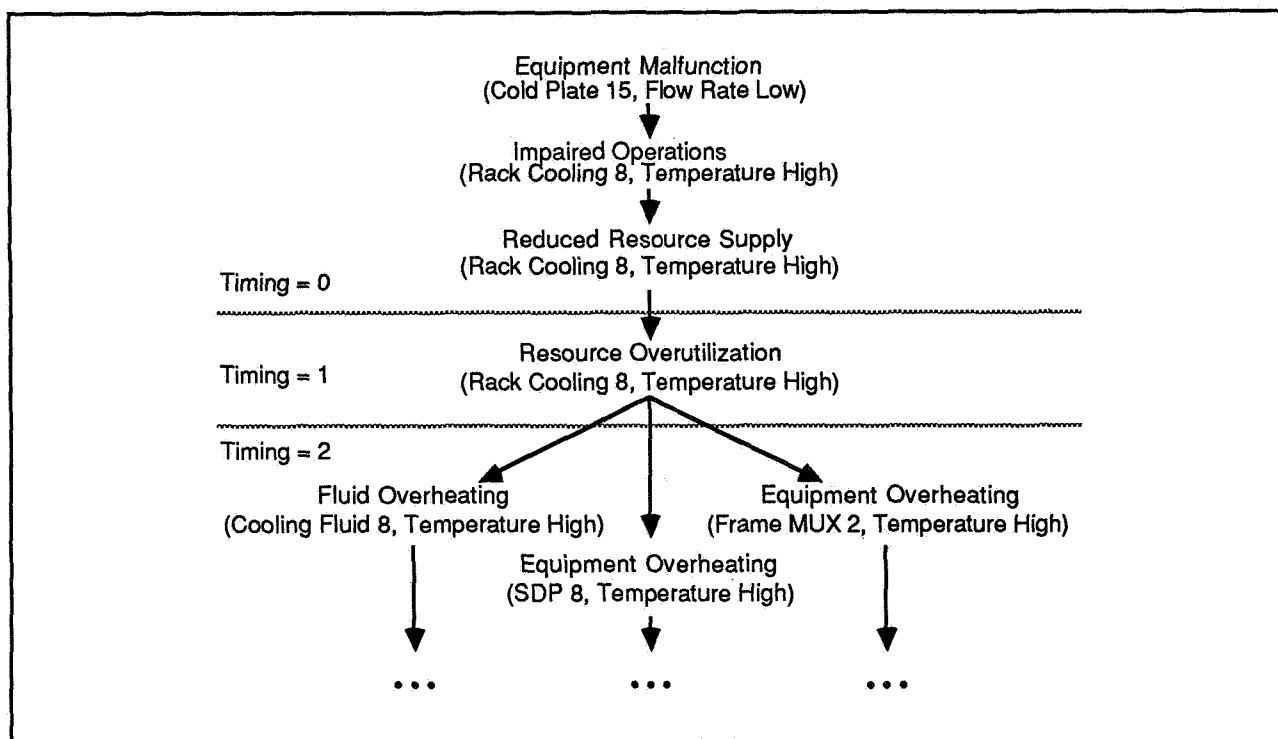 Equipment Malfunction
(Cold Plate 15, Flow Rate Low)
Impaired Operations
(Rack Cooling 8, Temperature High)
Reduced Resource Supply
(Rack Cooling 8, Temperature High)
Timing = 0
Resource Overutilization
Timing = 1
(Rack Cooling 8, Temperature High)
Timing = 2
Fluid Overheating
(Cooling Fluid 8, Temperature High)
Equipment Overheating
(Frame MUX 2, Temperature High)
Equipment Overheating
(SDP 8, Temperature High)
•••
•••
•••